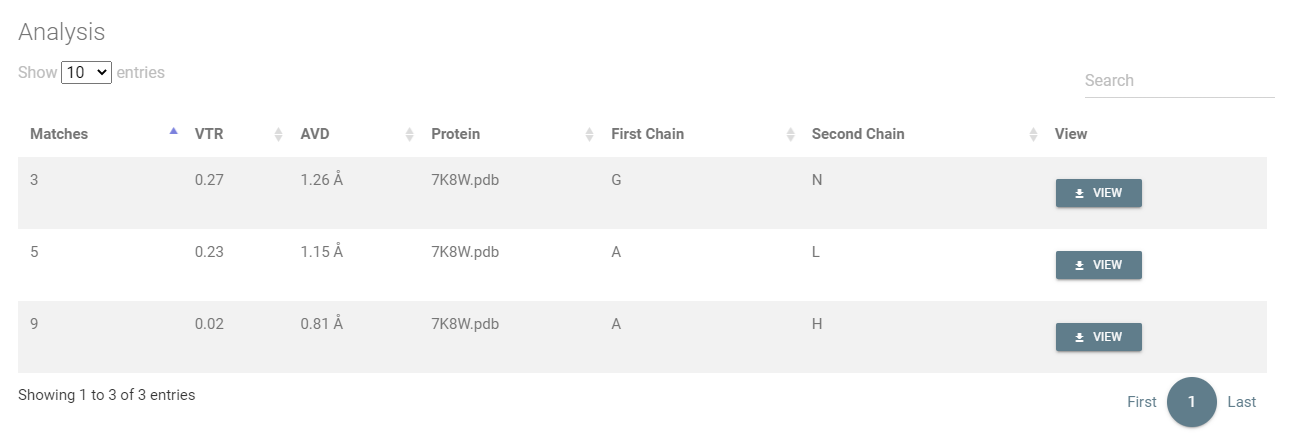 Analysis
Show 10 entries
Search
Matches VTR AVD Protein First Chain Second Chain View
3 0.27 1.26 Å 7K8W.pdb G N VIEW
5 0.23 1.15 Å 7K8W.pdb A L VIEW
9 0.02 0.81 Å 7K8W.pdb A H VIEW
Showing 1 to 3 of 3 entries
First 1 Last